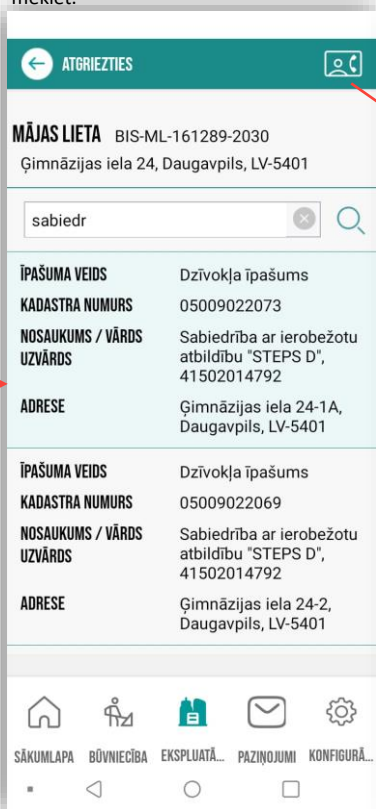 meklēt.
ATGRIEZTIES
MĀJAS LIETA BIS-ML-161289-2030
Ģimnāzijas iela 24, Daugavpils, LV-5401
sabiedr
ĪPAŠUMA VEIDS Dzīvokļa īpašums
KADASTRA NUMURS 05009022073
NOSAUKUMS / VĀRDS Sabiedrība ar ierobežotu
UZVĀRDS atbildību "STEPS D",
41502014792
ADRESE Ģimnāzijas iela 24-1A,
Daugavpils, LV-5401
ĪPAŠUMA VEIDS Dzīvokļa īpašums
KADASTRA NUMURS 05009022069
NOSAUKUMS / VĀRDS Sabiedrība ar ierobežotu
UZVĀRDS atbildību "STEPS D",
41502014792
ADRESE Ģimnāzijas iela 24-2,
Daugavpils, LV-5401
SĀKUMLAPA BŪVNIECĪBA EKSPLUATĀ... PAZIŅOJUMI KONFIGURĀ...